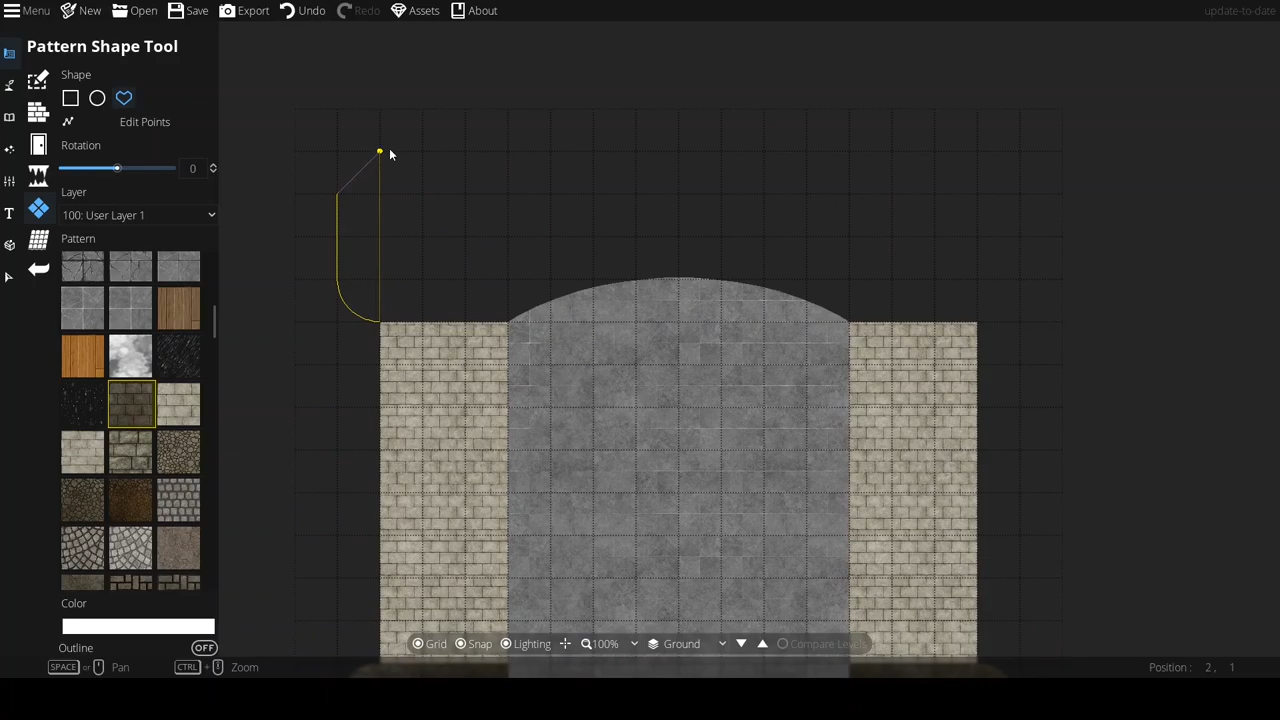 Menu New Open Save Export Undo Redo Assets About update-to-date
Pattern Shape Tool
Shape
Edit Points
Rotation
0
Layer
100: User Layer 1
Pattern
T
Color
Outline OFF
Grid Snap Lighting 100% Ground Compare Levels
SPACE or Pan CTRL + Zoom Position : 2, 1